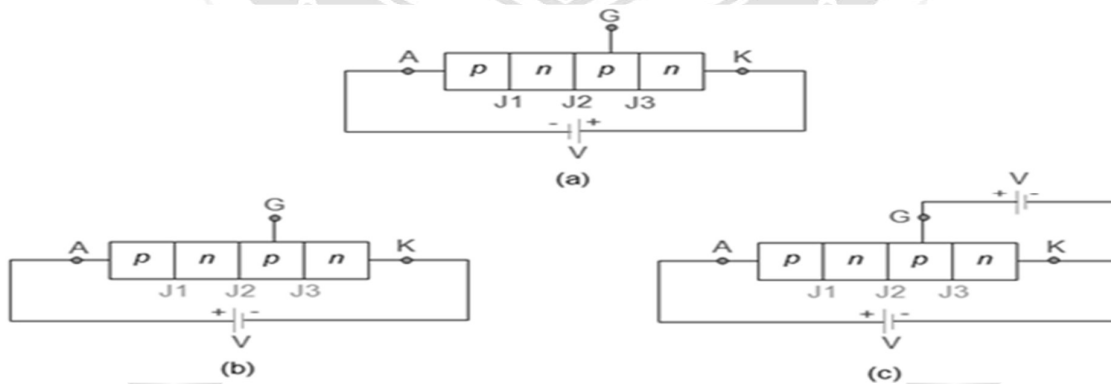 G
A p n p n K
J1 J2 J3
- +
V
(a)
G
A p n p n K
J1 J2 J3
+ -
V
(b)
V
+ -
G
A p n p n K
J1 J2 J3
+ -
V
(c)